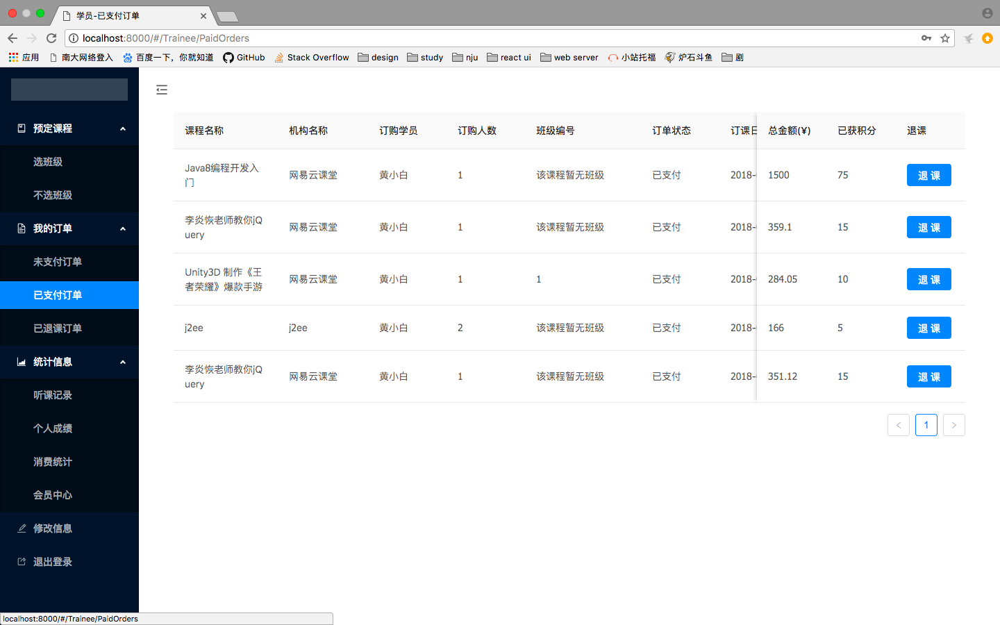 学员-已支付订单
localhost:8000/#/Trainee/PaidOrders
应用 南大网络登入 百度一下，你就知道 GitHub Stack Overflow design study nju react ui web server 小站托福 炉石斗鱼 剧
预定课程
选班级
不选班级
我的订单
未支付订单
已支付订单
已退课订单
统计信息
听课记录
个人成绩
消费统计
会员中心
修改信息
退出登录
课程名称 机构名称 订购学员 订购人数 班级编号 订单状态 订课日 总金额(¥) 已获积分 退课
Java8编程开发入
门
网易云课堂 黄小白 1 该课程暂无班级 已支付 2018- 1500 75 退 课
李炎恢老师教你jQ
uery
网易云课堂 黄小白 1 该课程暂无班级 已支付 2018- 359.1 15 退 课
Unity3D 制作《王
者荣耀》爆款手游
网易云课堂 黄小白 1 1 已支付 2018- 284.05 10 退 课
j2ee j2ee 黄小白 2 该课程暂无班级 已支付 2018- 166 5 退 课
李炎恢老师教你jQ
uery
网易云课堂 黄小白 1 该课程暂无班级 已支付 2018- 351.12 15 退 课
< 1 >
localhost:8000/#/Trainee/PaidOrders